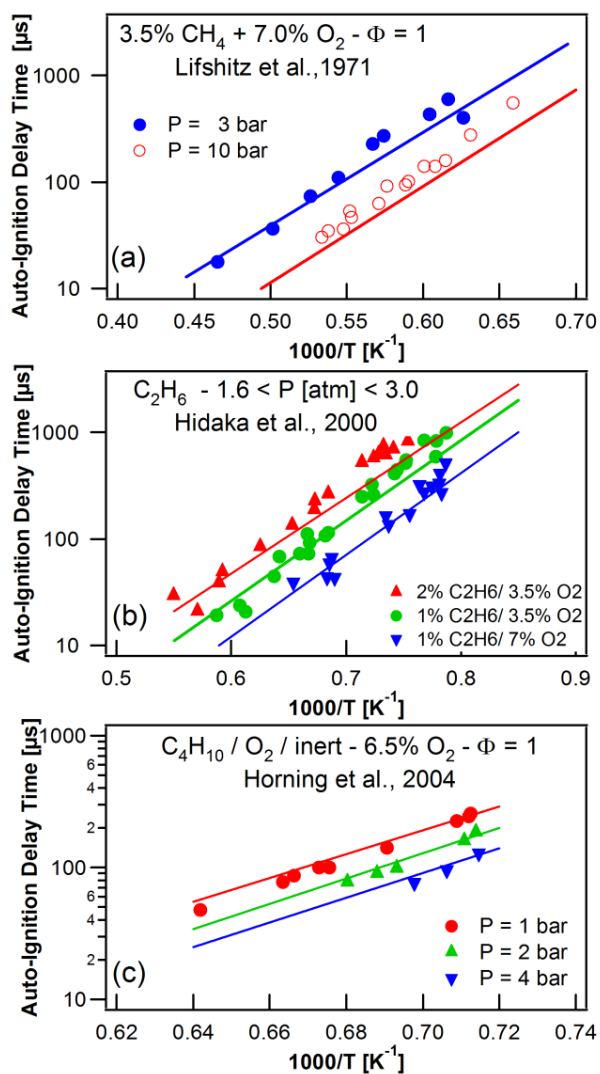 3.5% CH4 + 7.0% O2 - Φ = 1
Lifshitz et al.,1971
P = 3 bar
P = 10 bar
Auto-Ignition Delay Time [µs]
1000
100
10
(a)
0.40 0.45 0.50 0.55 0.60 0.65 0.70
1000/T [K-1]
C2H6 - 1.6 < P [atm] < 3.0
Hidaka et al., 2000
Auto-Ignition Delay Time [µs]
1000
100
10
2% C2H6/ 3.5% O2
1% C2H6/ 3.5% O2
1% C2H6/ 7% O2
(b)
0.5 0.6 0.7 0.8 0.9
1000/T [K-1]
C4H10 / O2 / inert - 6.5% O2 - Φ = 1
Horning et al., 2004
Auto-Ignition Delay Time [µs]
1000
8
6
4
2
100
8
6
4
2
10
P = 1 bar
P = 2 bar
P = 4 bar
(c)
0.62 0.64 0.66 0.68 0.70 0.72 0.74
1000/T [K-1]